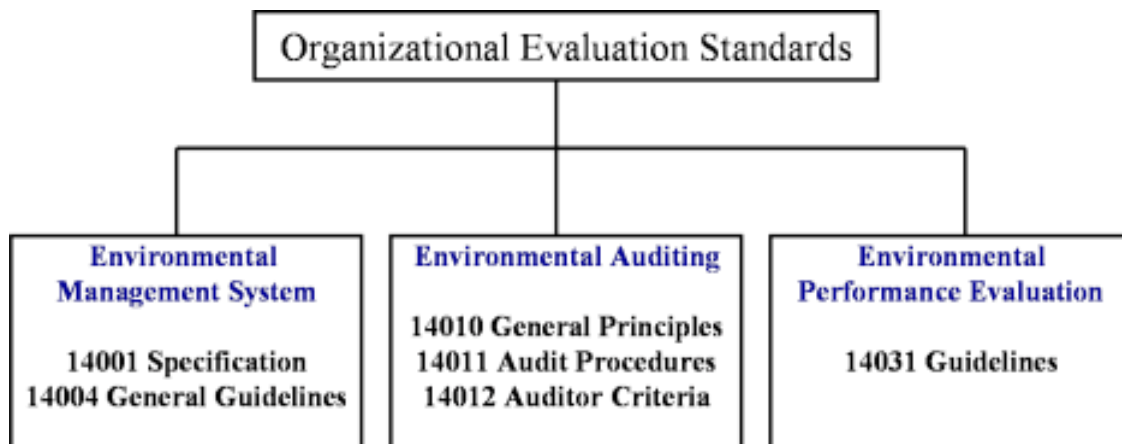 Organizational Evaluation Standards
Environmental
Management System
14001 Specification
14004 General Guidelines
Environmental Auditing
14010 General Principles
14011 Audit Procedures
14012 Auditor Criteria
Environmental
Performance Evaluation
14031 Guidelines